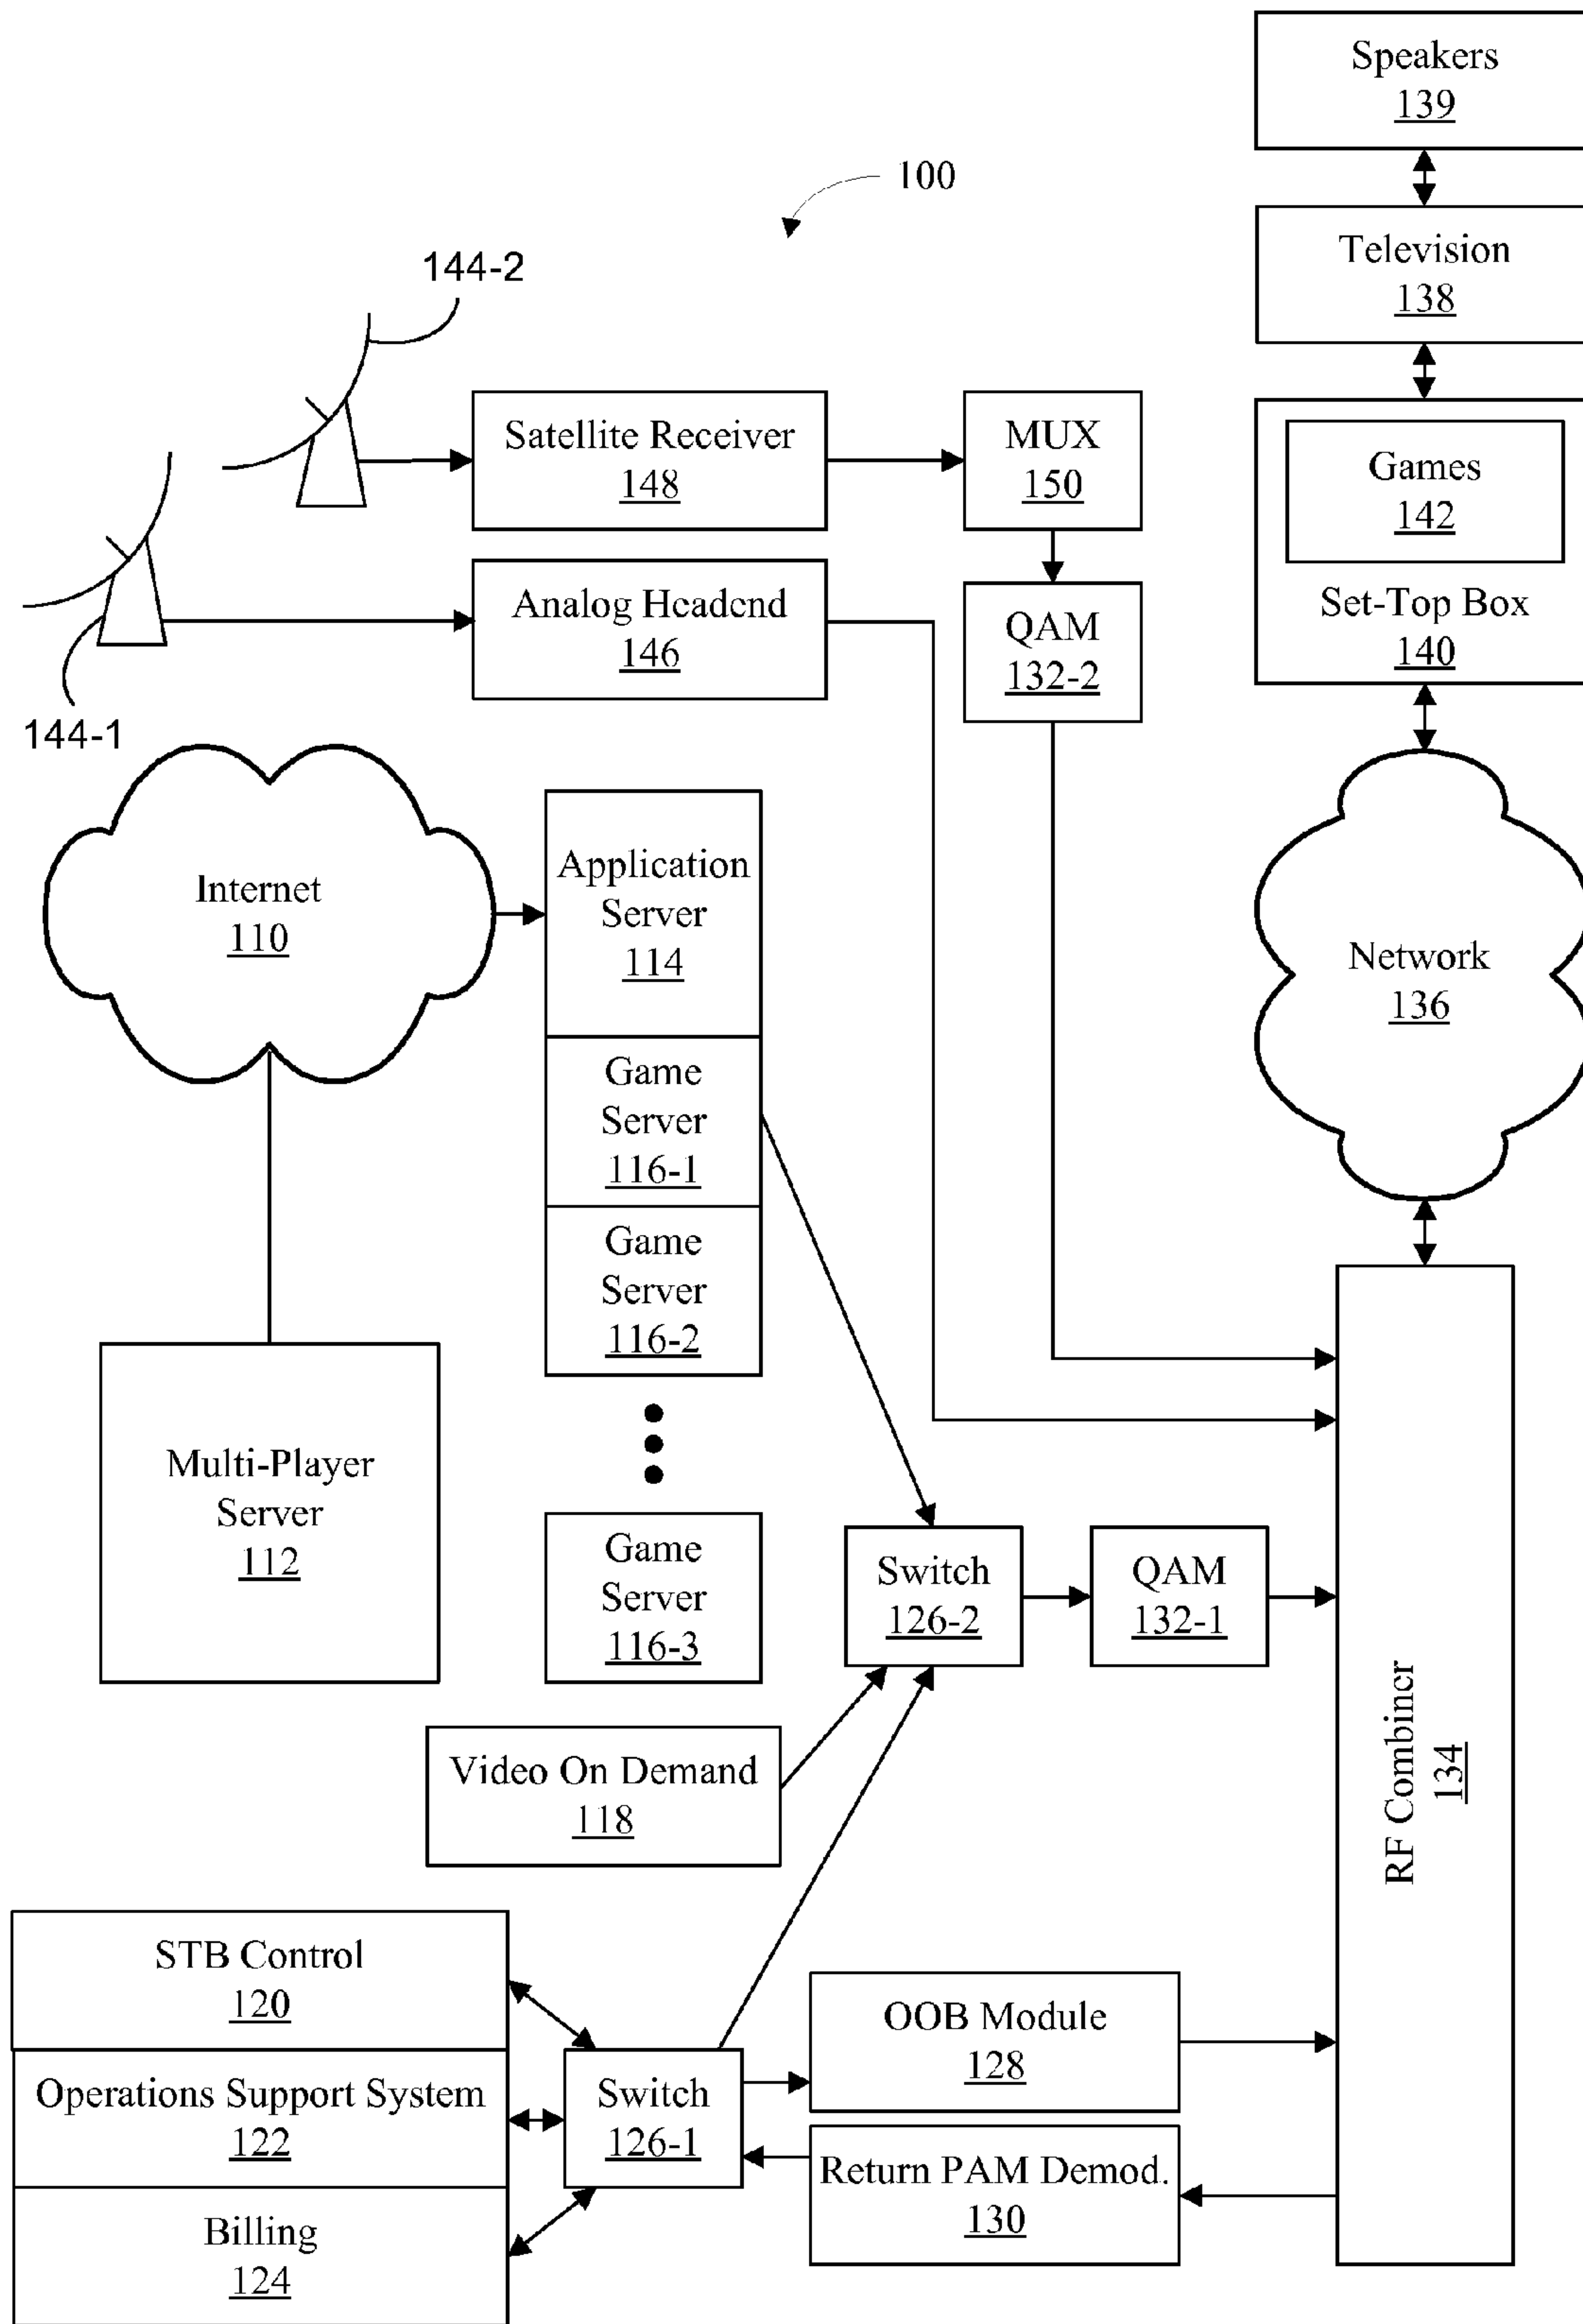 Speakers
139
100
Television
138
144-2
Satellite Receiver
148
MUX
150
Games
142
Set-Top Box
140
Analog Headend
146
QAM
132-2
144-1
Internet
110
Application
Server
114
Network
136
Game
Server
116-1
Game
Server
116-2
Multi-Player
Server
112
Game
Server
116-3
Switch
126-2
QAM
132-1
RF Combiner
134
Video On Demand
118
STB Control
120
OOB Module
128
Operations Support System
122
Switch
126-1
Return PAM Demod.
130
Billing
124